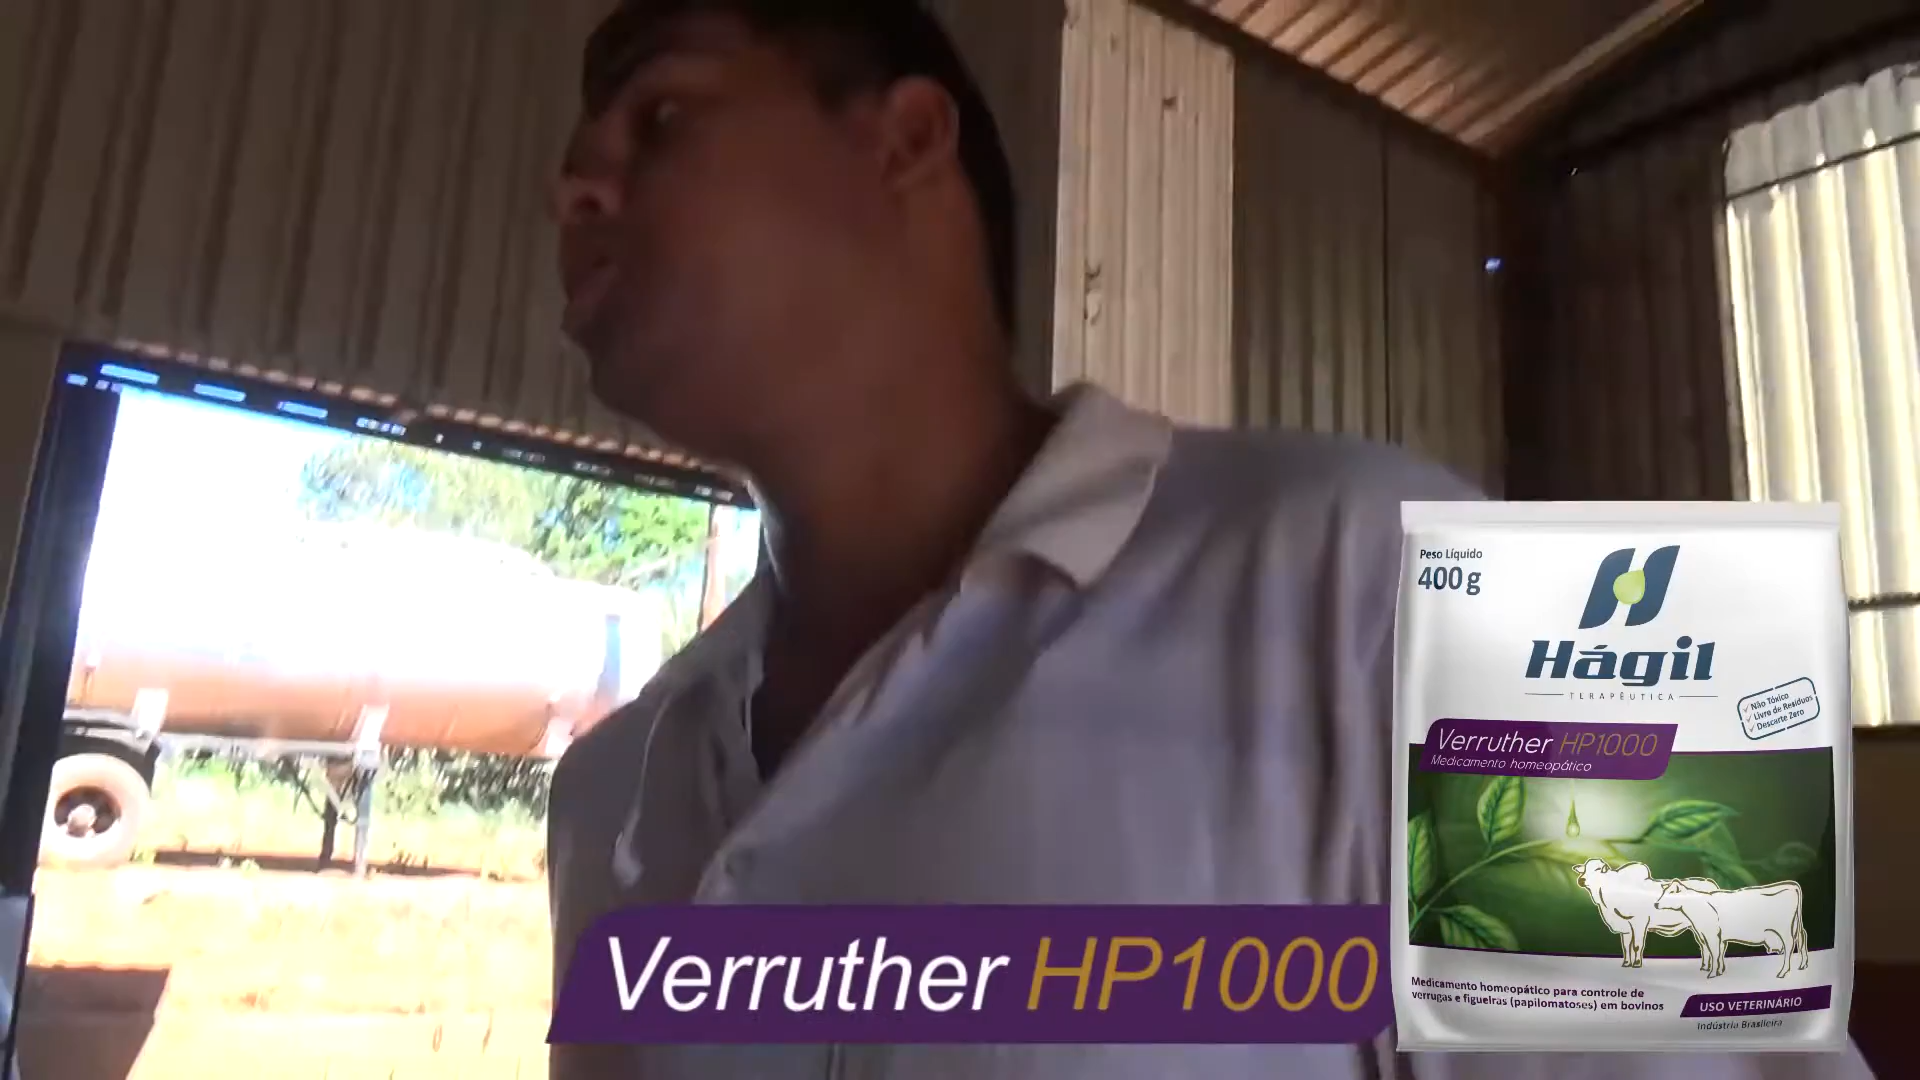 Peso Líquido
400 g
Hágil
TERAPÊUTICA
Não Tóxico
Livre de Resíduos
Descarte Zero
Verruther HP1000
Medicamento homeopático
Medicamento homeopático para controle de
verrugas e figueiras (papilomatoses) em bovinos
USO VETERINÁRIO
Indústria Brasileira
Verruther HP1000